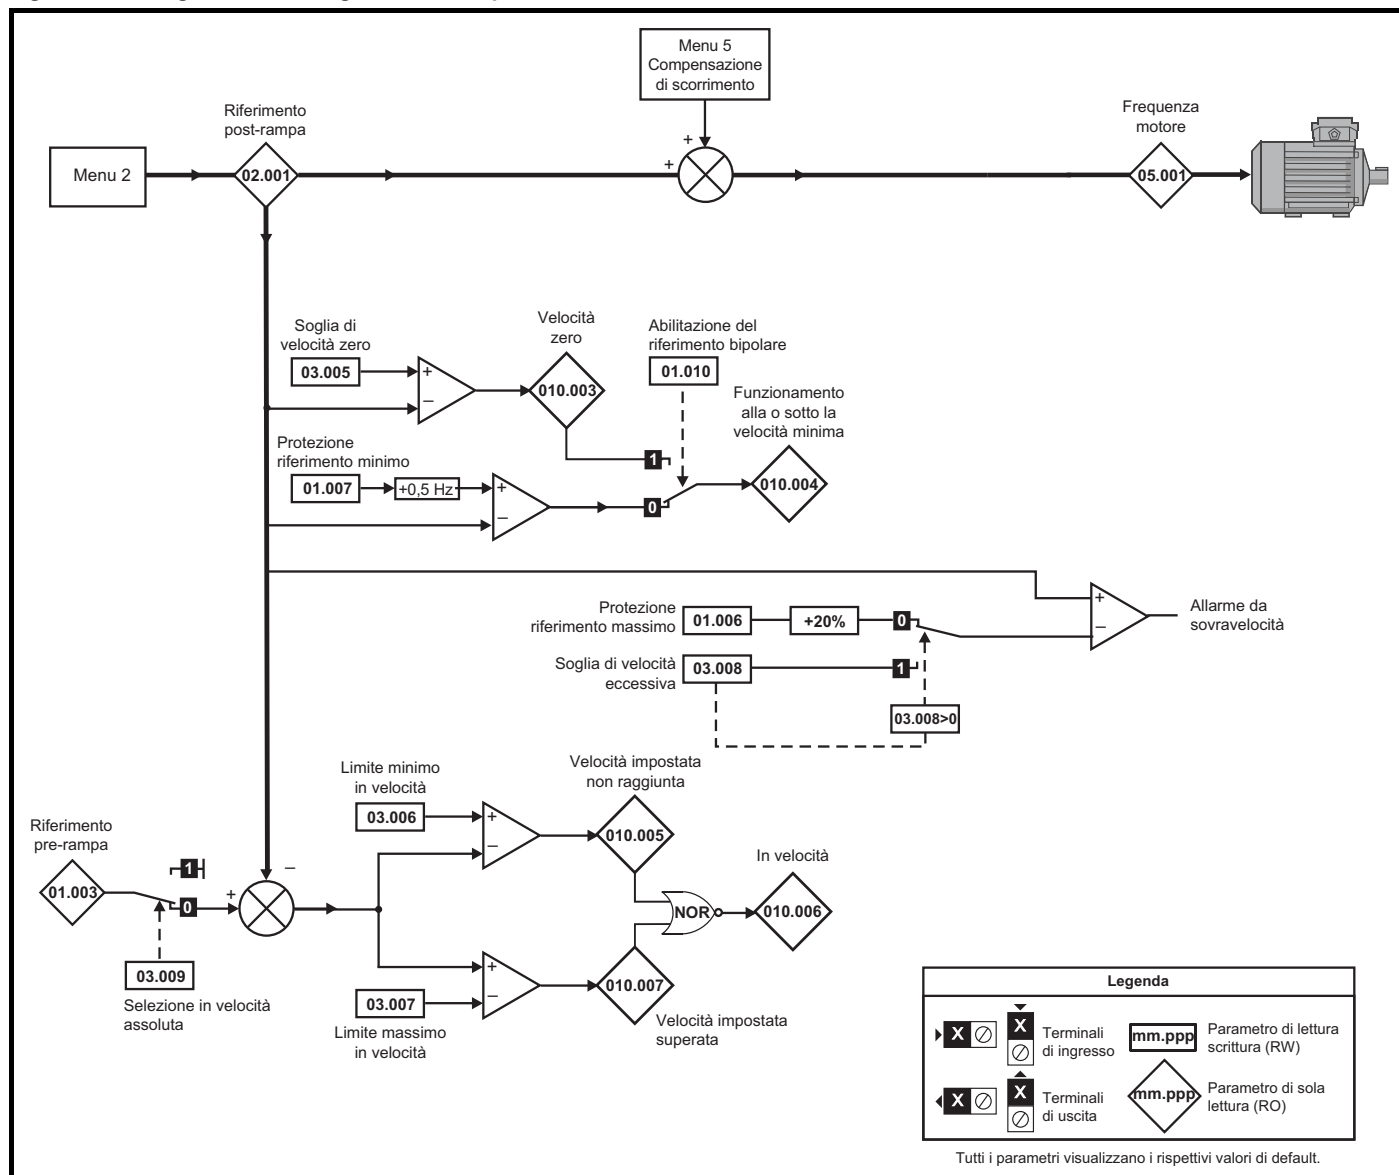 Menu 5
Compensazione
di scorrimento
Riferimento
post-rampa
Frequenza
motore
Menu 2
02.001
+
+
05.001
Soglia di
velocità zero
03.005
+
–
Velocità
zero
010.003
Abilitazione del
riferimento bipolare
01.010
Funzionamento
alla o sotto la
velocità minima
1
0
010.004
Protezione
riferimento minimo
01.007
+0,5 Hz
+
–
Protezione
riferimento massimo
01.006
+20%
0
Soglia di velocità
eccessiva
03.008
1
03.008>0
+
–
Allarme da
sovravelocità
Limite minimo
in velocità
03.006
+
–
Velocità impostata
non raggiunta
010.005
Riferimento
pre-rampa
01.003
1
0
+
–
03.009
Selezione in velocità
assoluta
NOR
In velocità
010.006
+
–
03.007
Limite massimo
in velocità
010.007
Velocità impostata
superata
Legenda
X
X
Terminali
di ingresso
mm.ppp
Parametro di lettura
scrittura (RW)
X
X
Terminali
di uscita
mm.ppp
Parametro di sola
lettura (RO)
Tutti i parametri visualizzano i rispettivi valori di default.